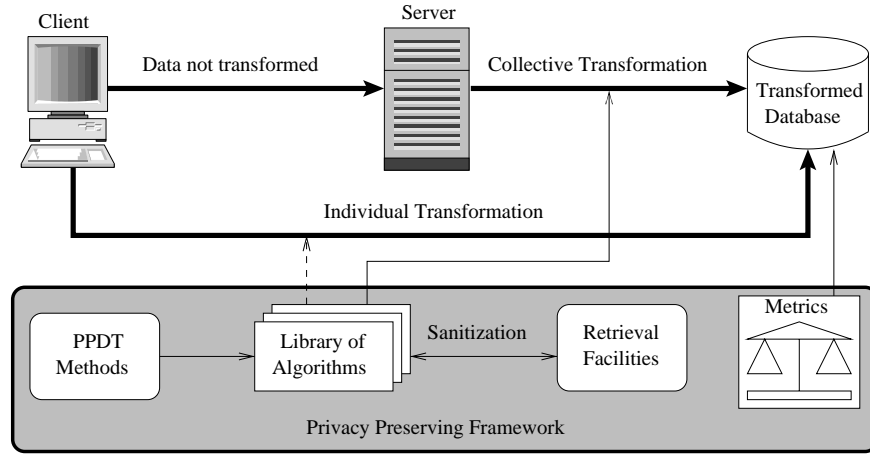 Client
Server
Data not transformed
Collective Transformation
Transformed
Database
Individual Transformation
PPDT
Methods
Library of
Algorithms
Sanitization
Retrieval
Facilities
Metrics
Privacy Preserving Framework